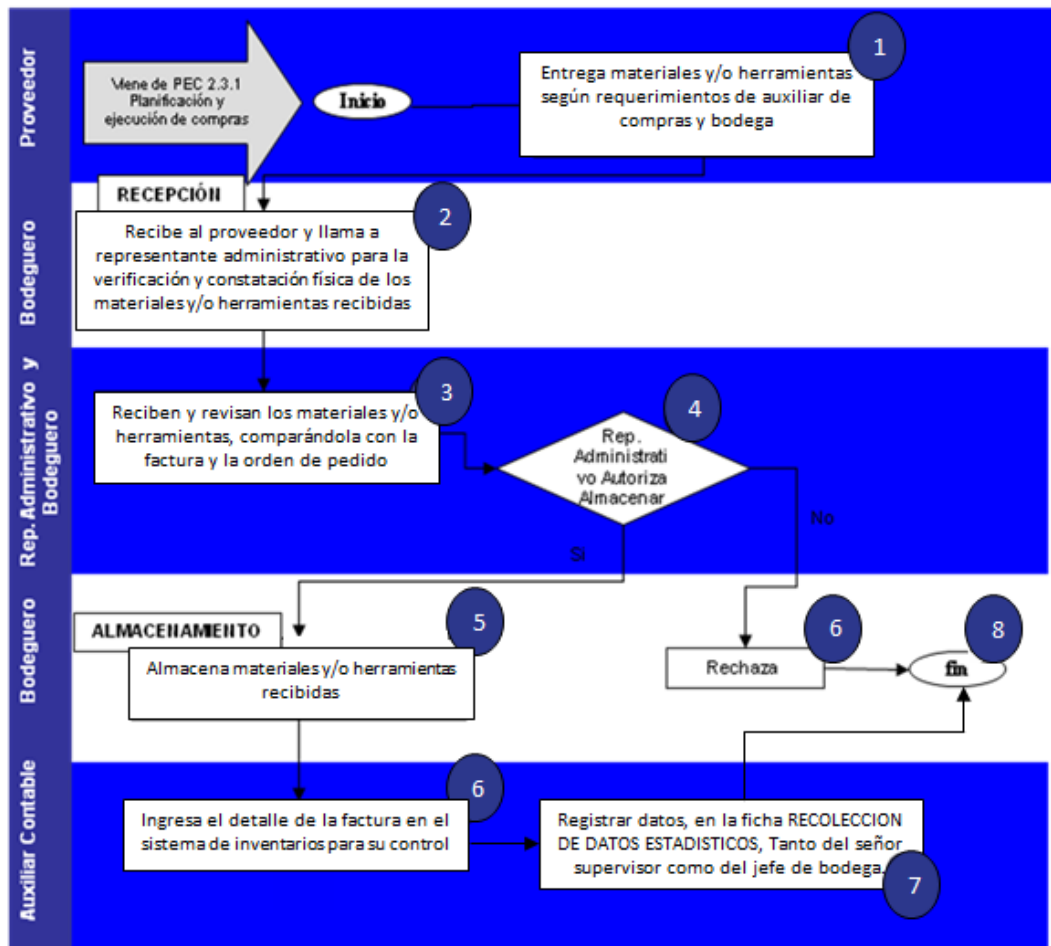 Proveedor
Viene de PEC 2.3.1
Planificación y
ejecución de compras
Inicio
1
Entrega materiales y/o herramientas
según requerimientos de auxiliar de
compras y bodega
Bodeguero
RECEPCIÓN
2
Recibe al proveedor y llama a
representante administrativo para la
verificación y constatación física de los
materiales y/o herramientas recibidas
Rep. Administrativo y
Bodeguero
3
Reciben y revisan los materiales y/o
herramientas, comparándola con la
factura y la orden de pedido
4
Rep.
Administrati
vo Autoriza
Almacenar
Si
No
Bodeguero
ALMACENAMIENTO
5
Almacena materiales y/o herramientas
recibidas
6
Rechaza
8
fin
Auxiliar Contable
6
Ingresa el detalle de la factura en el
sistema de inventarios para su control
Registrar datos, en la ficha RECOLECCION
DE DATOS ESTADISTICOS, Tanto del señor
supervisor como del jefe de bodega.
7